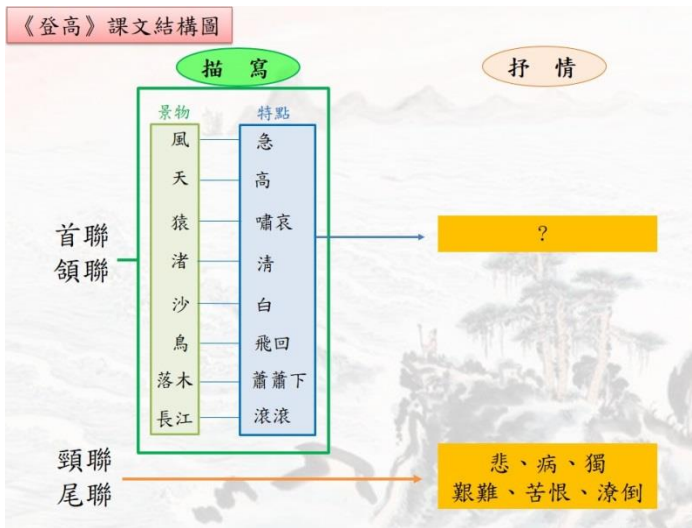 《登高》課文結構圖
描 寫
抒 情
景物 特點
風 急
天 高
猿 嘯哀
渚 清
沙 白
鳥 飛回
落木 蕭蕭下
長江 滾滾
首聯
領聯
?
頸聯
尾聯
悲、病、獨
艱難、苦恨、潦倒